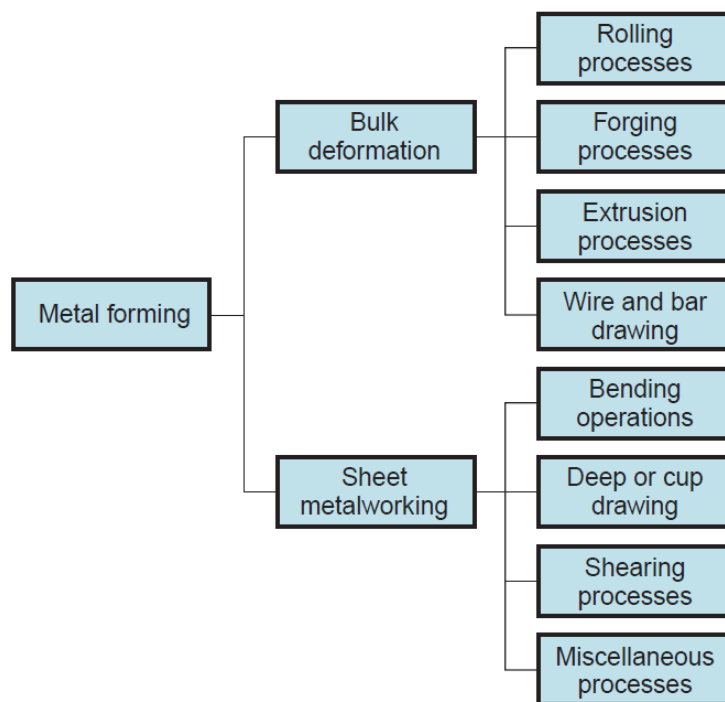 Rolling
processes
Bulk
deformation
Forging
processes
Extrusion
processes
Metal forming
Wire and bar
drawing
Bending
operations
Sheet
metalworking
Deep or cup
drawing
Shearing
processes
Miscellaneous
processes